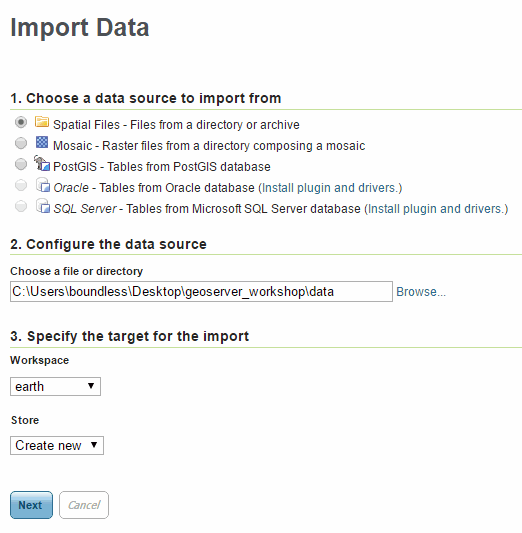 Import Data
1. Choose a data source to import from
Spatial Files - Files from a directory or archive
Mosaic - Raster files from a directory composing a mosaic
PostGIS - Tables from PostGIS database
Oracle - Tables from Oracle database (Install plugin and drivers.)
SQL Server - Tables from Microsoft SQL Server database (Install plugin and drivers.)
2. Configure the data source
Choose a file or directory
C:\Users\boundless\Desktop\geoserver_workshop\data Browse...
3. Specify the target for the import
Workspace
earth
Store
Create new
Next Cancel